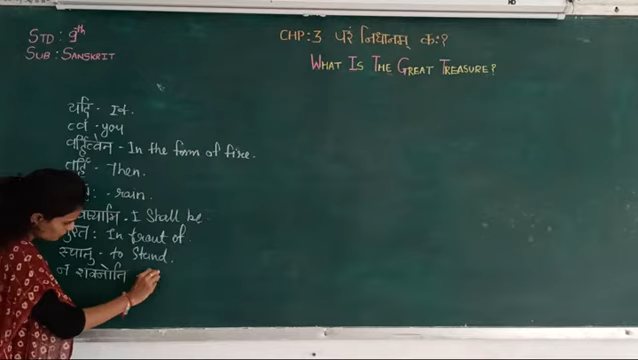 STD : 9th
SUB : SANSKRIT
CHP : 3 परं निधानम् कः?
WHAT IS THE GREAT TREASURE?
यदि - If.
त्वं - you
वह्नित्वेन - In the form of fire.
तर्हि - Then.
- rain.
- I Shall be.
: In front of.
स्थातु - to Stand.
न शक्नोति -